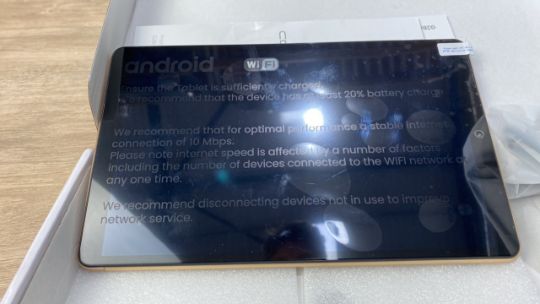 android WiFi
Ensure the Tablet is sufficiently charged.
We recommend that the device has at least 20% battery charge
We recommend that for optimal performance a stable internet
connection of 10 Mbps.
Please note internet speed is affected by a number of factors
including the number of devices connected to the WIFI network at
any one time.
We recommend disconnecting devices not in use to improve
network service.